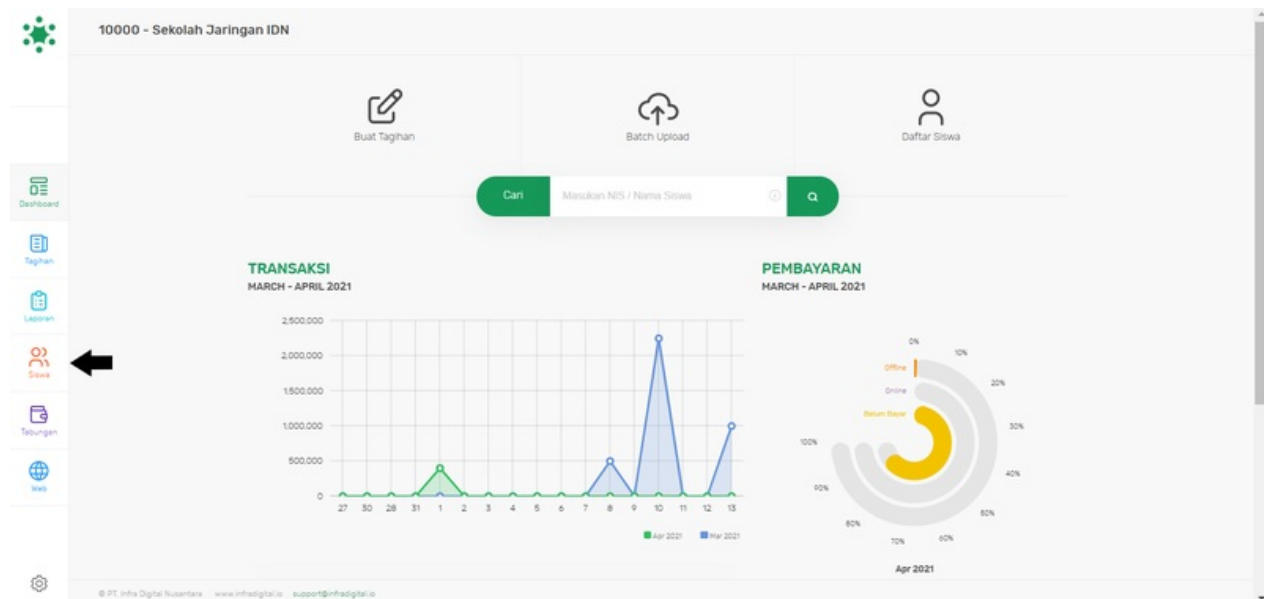 10000 - Sekolah Jaringan IDN
Buat Tagihan
Batch Upload
Daftar Siswa
Cari
Masukan NIS / Nama Siswa
Dashboard
Tagihan
Laporan
Siswa
Tabungan
Web
TRANSAKSI
MARCH - APRIL 2021
2,500,000
2,000,000
1,500,000
1,000,000
500,000
0
27 30 28 31 1 2 3 4 5 6 7 8 9 10 11 12 13
Apr 2021 Mar 2021
PEMBAYARAN
MARCH - APRIL 2021
Offline
Online
Belum Bayar
0%
10%
20%
30%
40%
50%
60%
70%
80%
90%
100%
Apr 2021
© PT. Infra Digital Nusantara www.infradigital.io support@infradigital.io